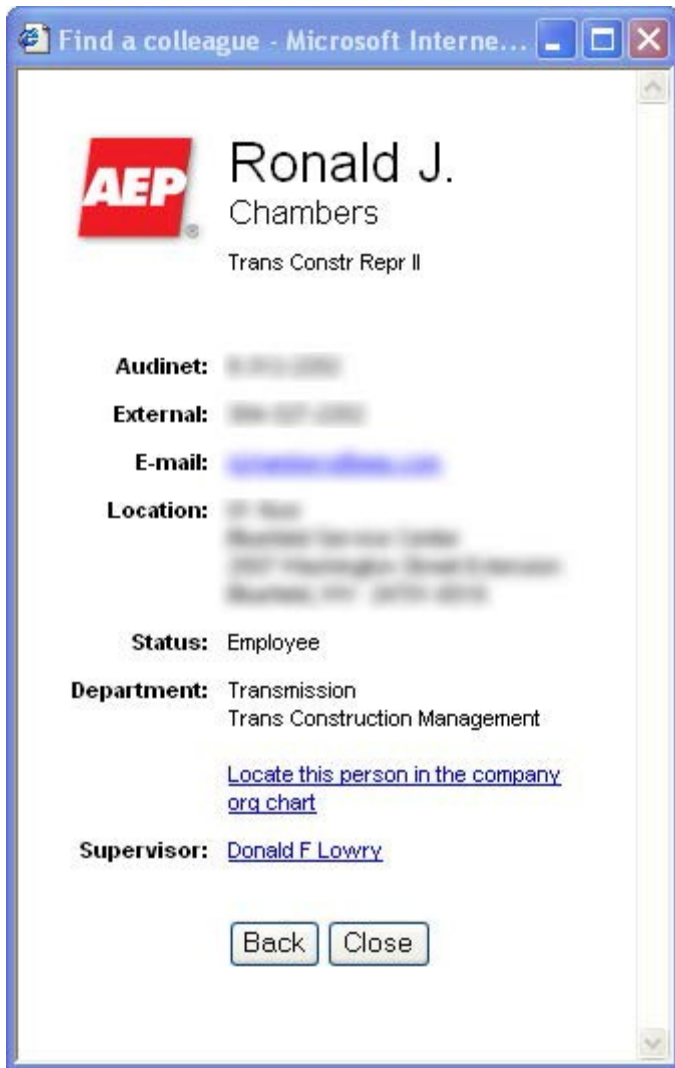 Find a colleague - Microsoft Interne...
AEP ®
Ronald J.
Chambers
Trans Constr Repr II
Audinet:
External:
E-mail:
Location:
Status: Employee
Department: Transmission
Trans Construction Management
Locate this person in the company
org chart
Supervisor: Donald F Lowry
Back Close